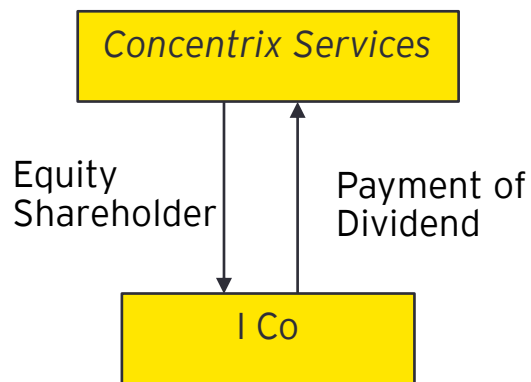 Concentrix Services
Equity
Shareholder
Payment of
Dividend
I Co